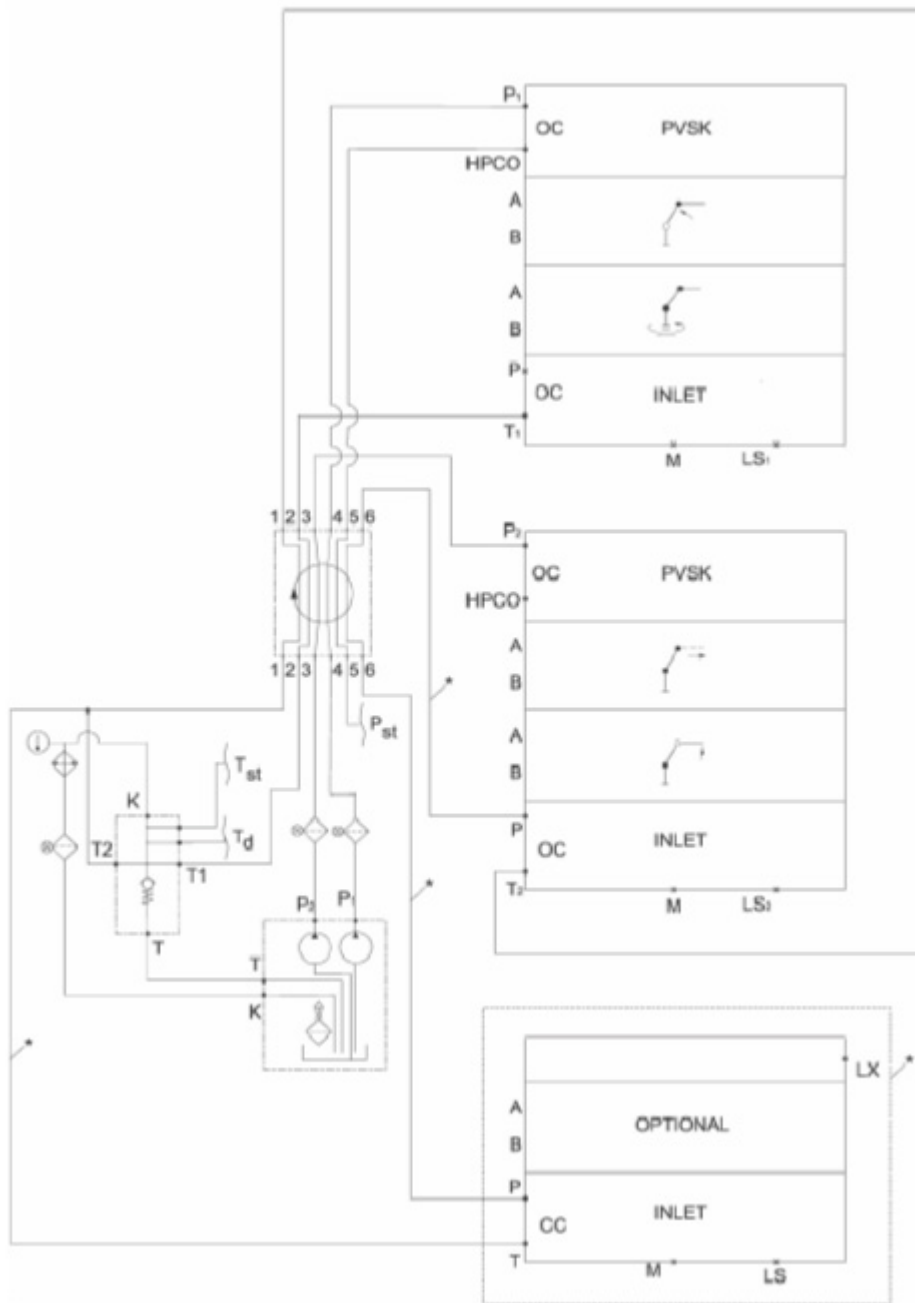 P1
OC PVSK
HPCO
A
B
A
B
P
OC INLET
T1
M LS1
1 2 3 4 5 6
P2
OC PVSK
HPCO
A
B
A
B
P
OC INLET
T2
M LS2
1 2 3 4 5 6
*
Pst
Tst
K
Td
T2 T1
T
P2 P1
T
K
*
*
*
LX
A
B
OPTIONAL
P
CC INLET
T
M LS